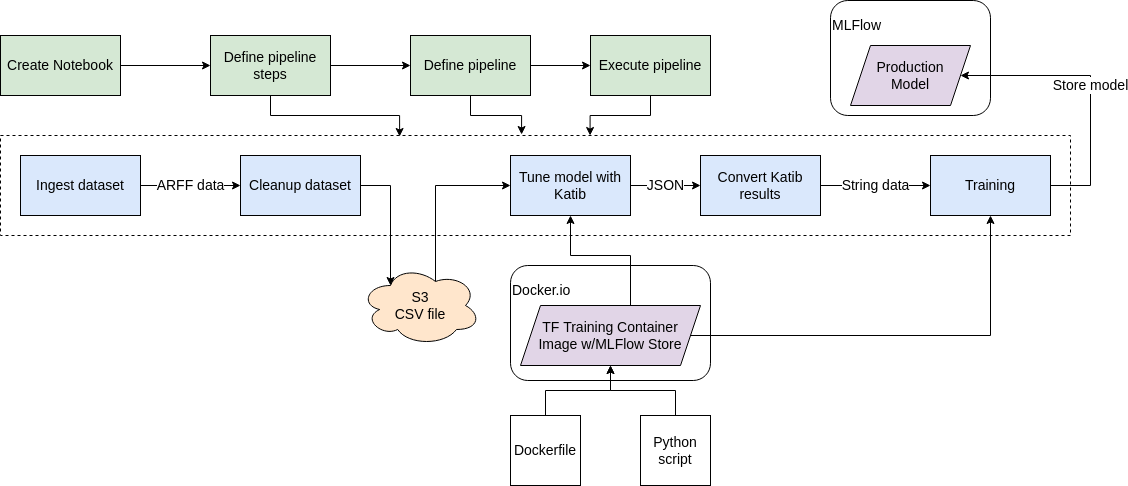 MLFlow
Create Notebook
Define pipeline
steps
Define pipeline
Execute pipeline
Production
Model
Store model
Ingest dataset
ARFF data
Cleanup dataset
Tune model with
Katib
JSON
Convert Katib
results
String data
Training
S3
CSV file
Docker.io
TF Training Container
Image w/MLFlow Store
Dockerfile
Python
script